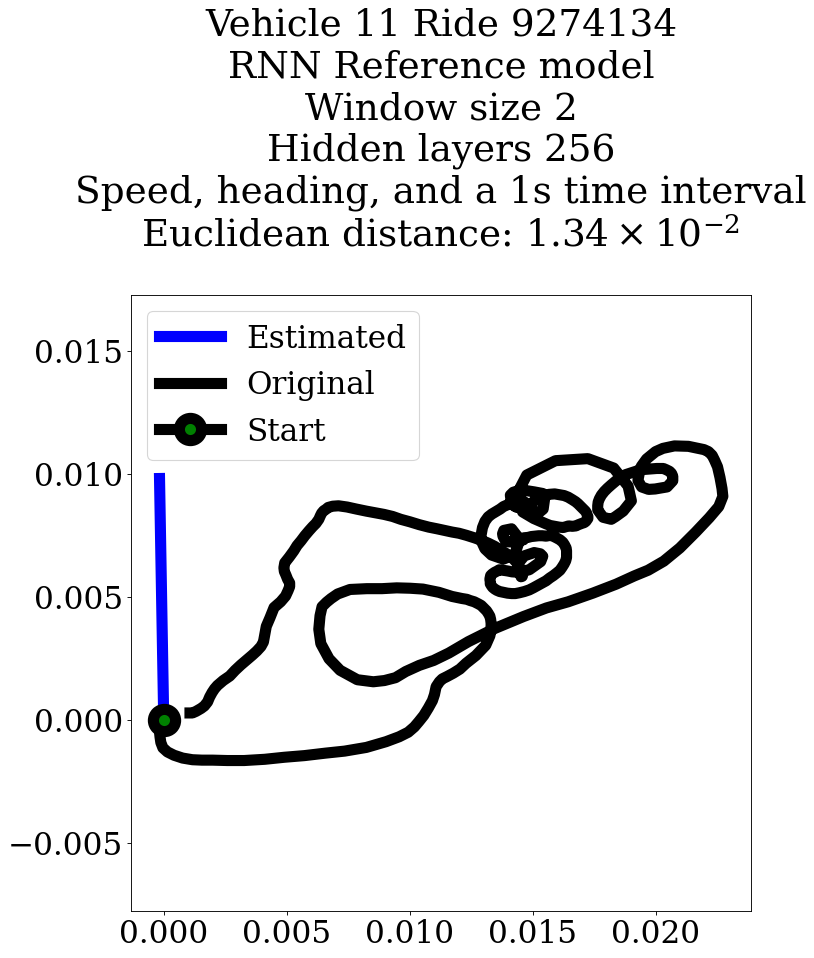 Vehicle 11 Ride 9274134
RNN Reference model
Window size 2
Hidden layers 256
Speed, heading, and a 1s time interval
Euclidean distance: 1.34 × 10⁻²
Estimated
Original
Start
0.015
0.010
0.005
0.000
−0.005
0.000 0.005 0.010 0.015 0.020